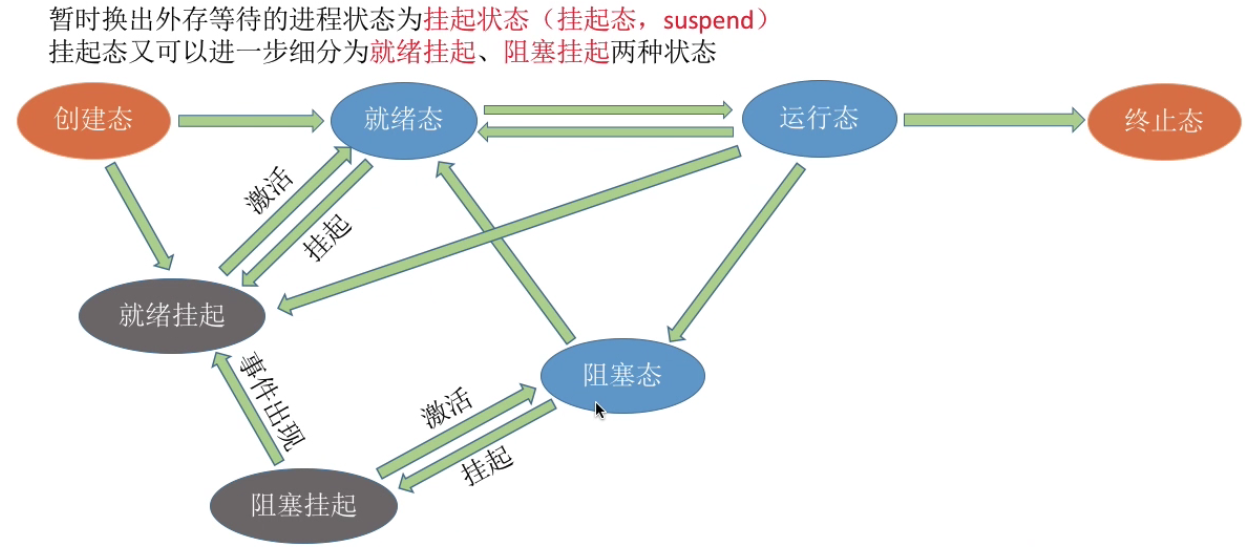 暂时换出外存等待的进程状态为挂起状态（挂起态，suspend）
挂起态又可以进一步细分为就绪挂起、阻塞挂起两种状态
创建态
就绪态
运行态
终止态
激活
挂起
就绪挂起
事件出现
阻塞态
激活
挂起
阻塞挂起